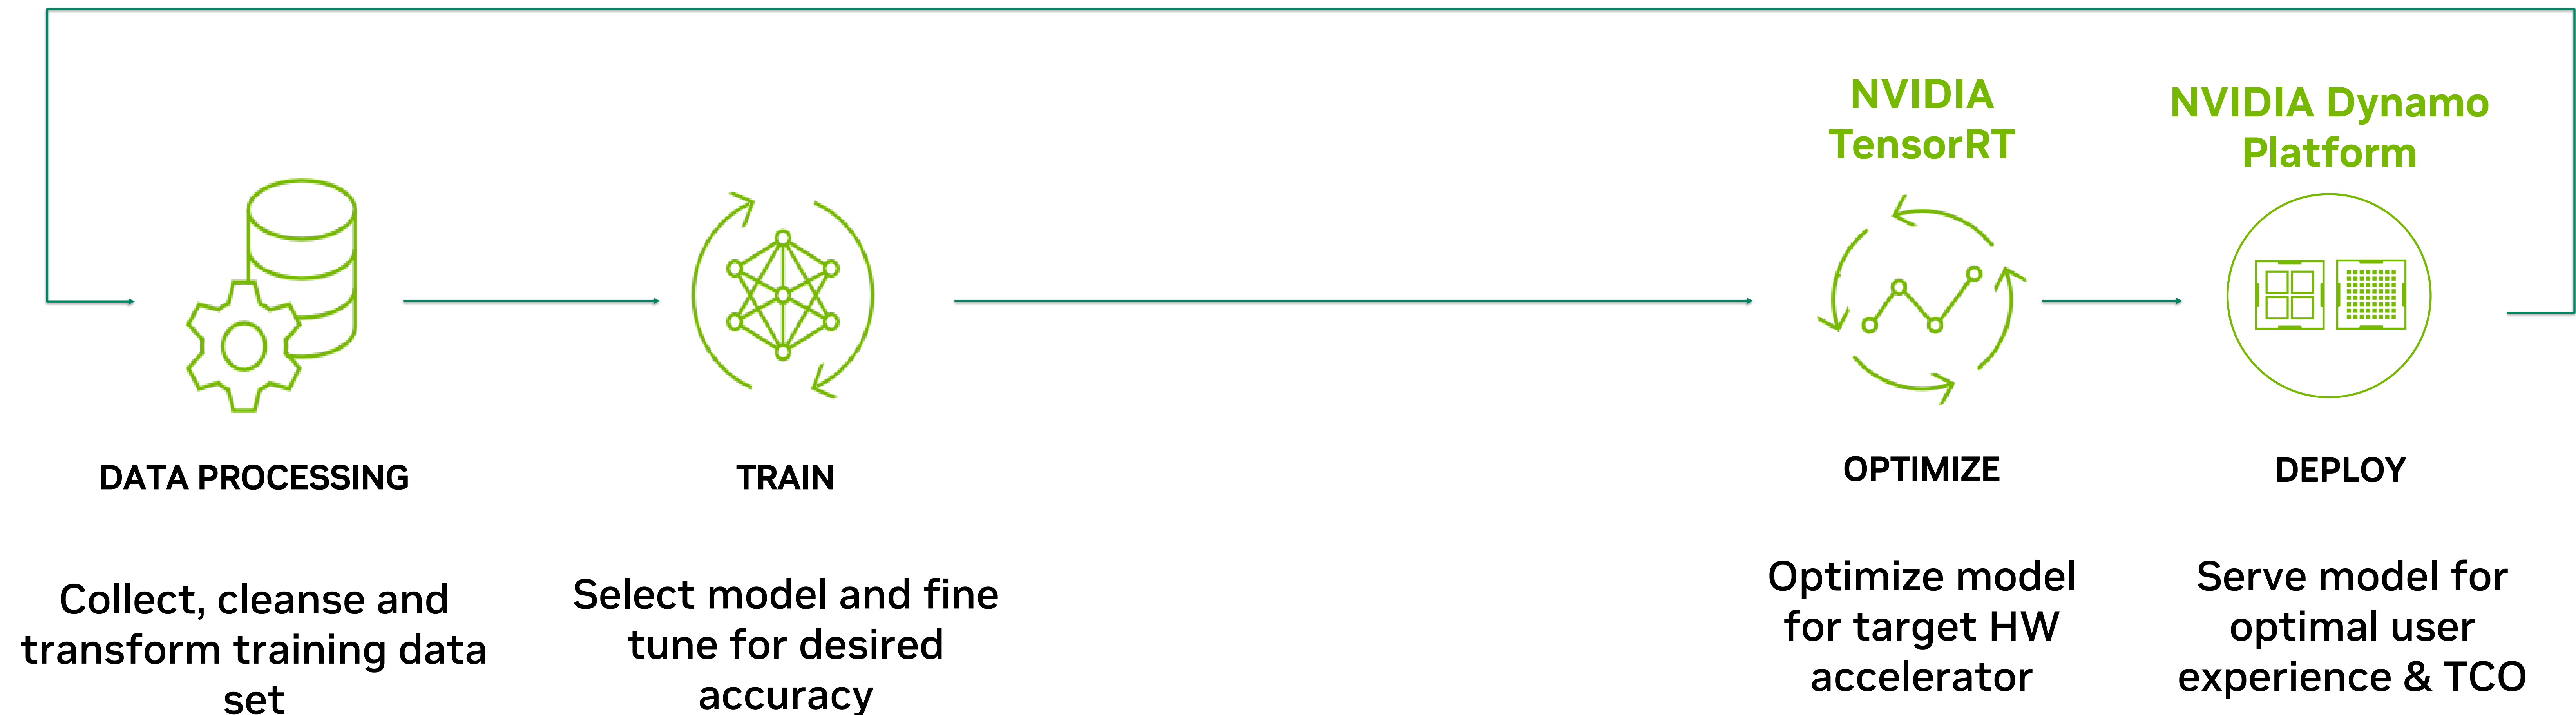 NVIDIA
TensorRT
NVIDIA Dynamo
Platform
DATA PROCESSING
TRAIN
OPTIMIZE
DEPLOY
Collect, cleanse and
transform training data
set
Select model and fine
tune for desired
accuracy
Optimize model
for target HW
accelerator
Serve model for
optimal user
experience & TCO